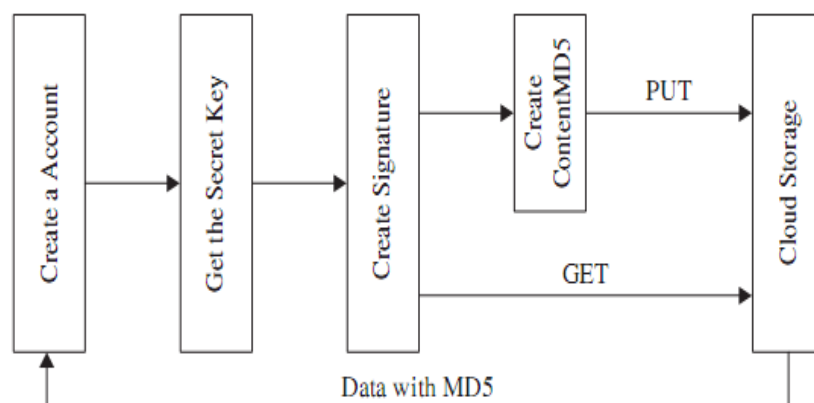 Create a Account
Get the Secret Key
Create Signature
Create
ContentMD5
PUT
GET
Cloud Storage
Data with MD5